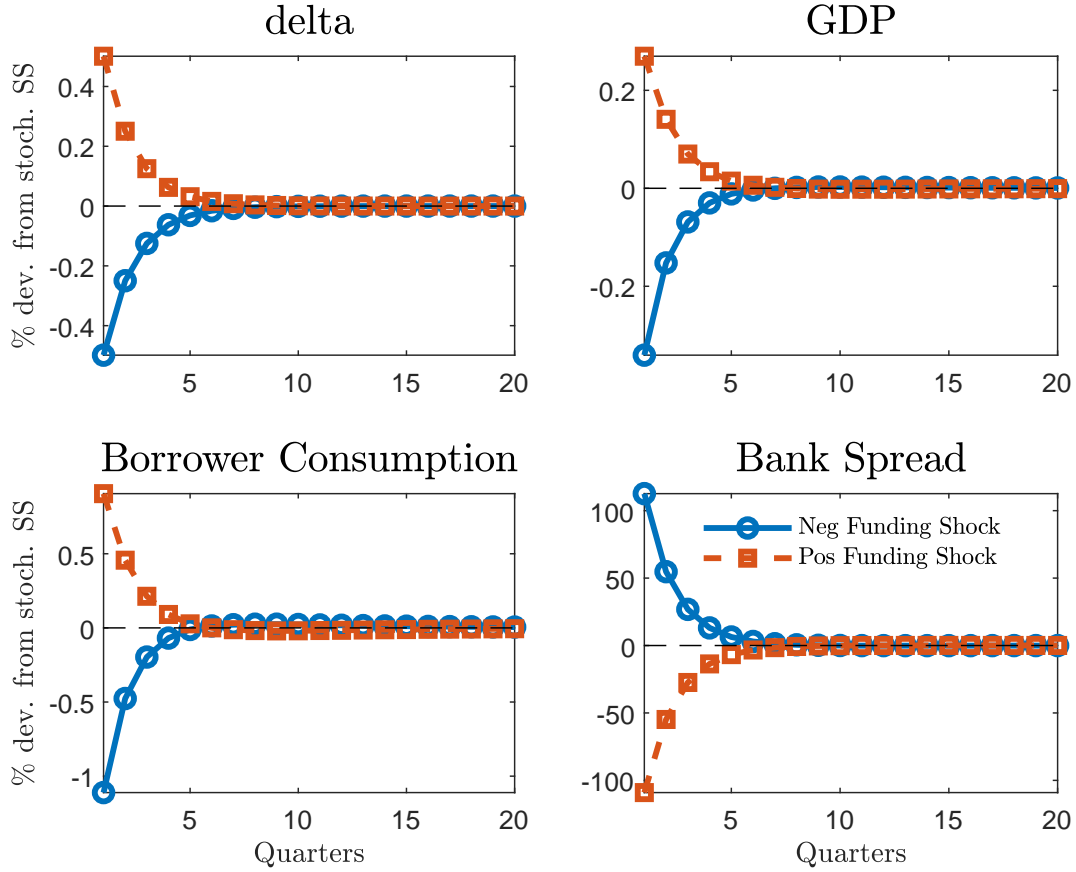 delta
% dev. from stoch. SS
0.4
0.2
0
-0.2
-0.4
5 10 15 20
GDP
0.2
0
-0.2
5 10 15 20
Borrower Consumption
% dev. from stoch. SS
0.5
0
-0.5
-1
5 10 15 20
Quarters
Bank Spread
100
50
0
-50
-100
Neg Funding Shock
Pos Funding Shock
5 10 15 20
Quarters